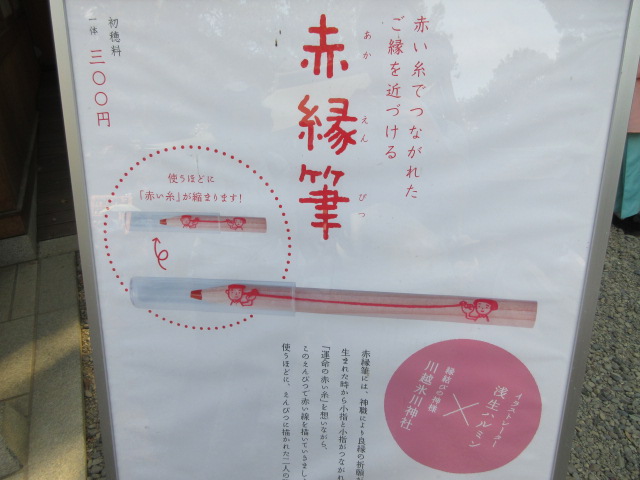 赤い糸でつながれた
ご縁を近づける
赤縁筆
あかえんぴつ
初穂料
一体 三〇〇円
使うほどに
「赤い糸」が縮まります!
イラストレーター
浅生ハルミン
×
縁結びの神様
川越氷川神社
赤縁筆には、神職により良縁の祈願が
生まれた時から小指と小指がつながれ
「運命の赤い糸」を想いながら、
このえんぴつで赤い線を描いていきまし
使うほどに、えんぴつに描かれた二人の